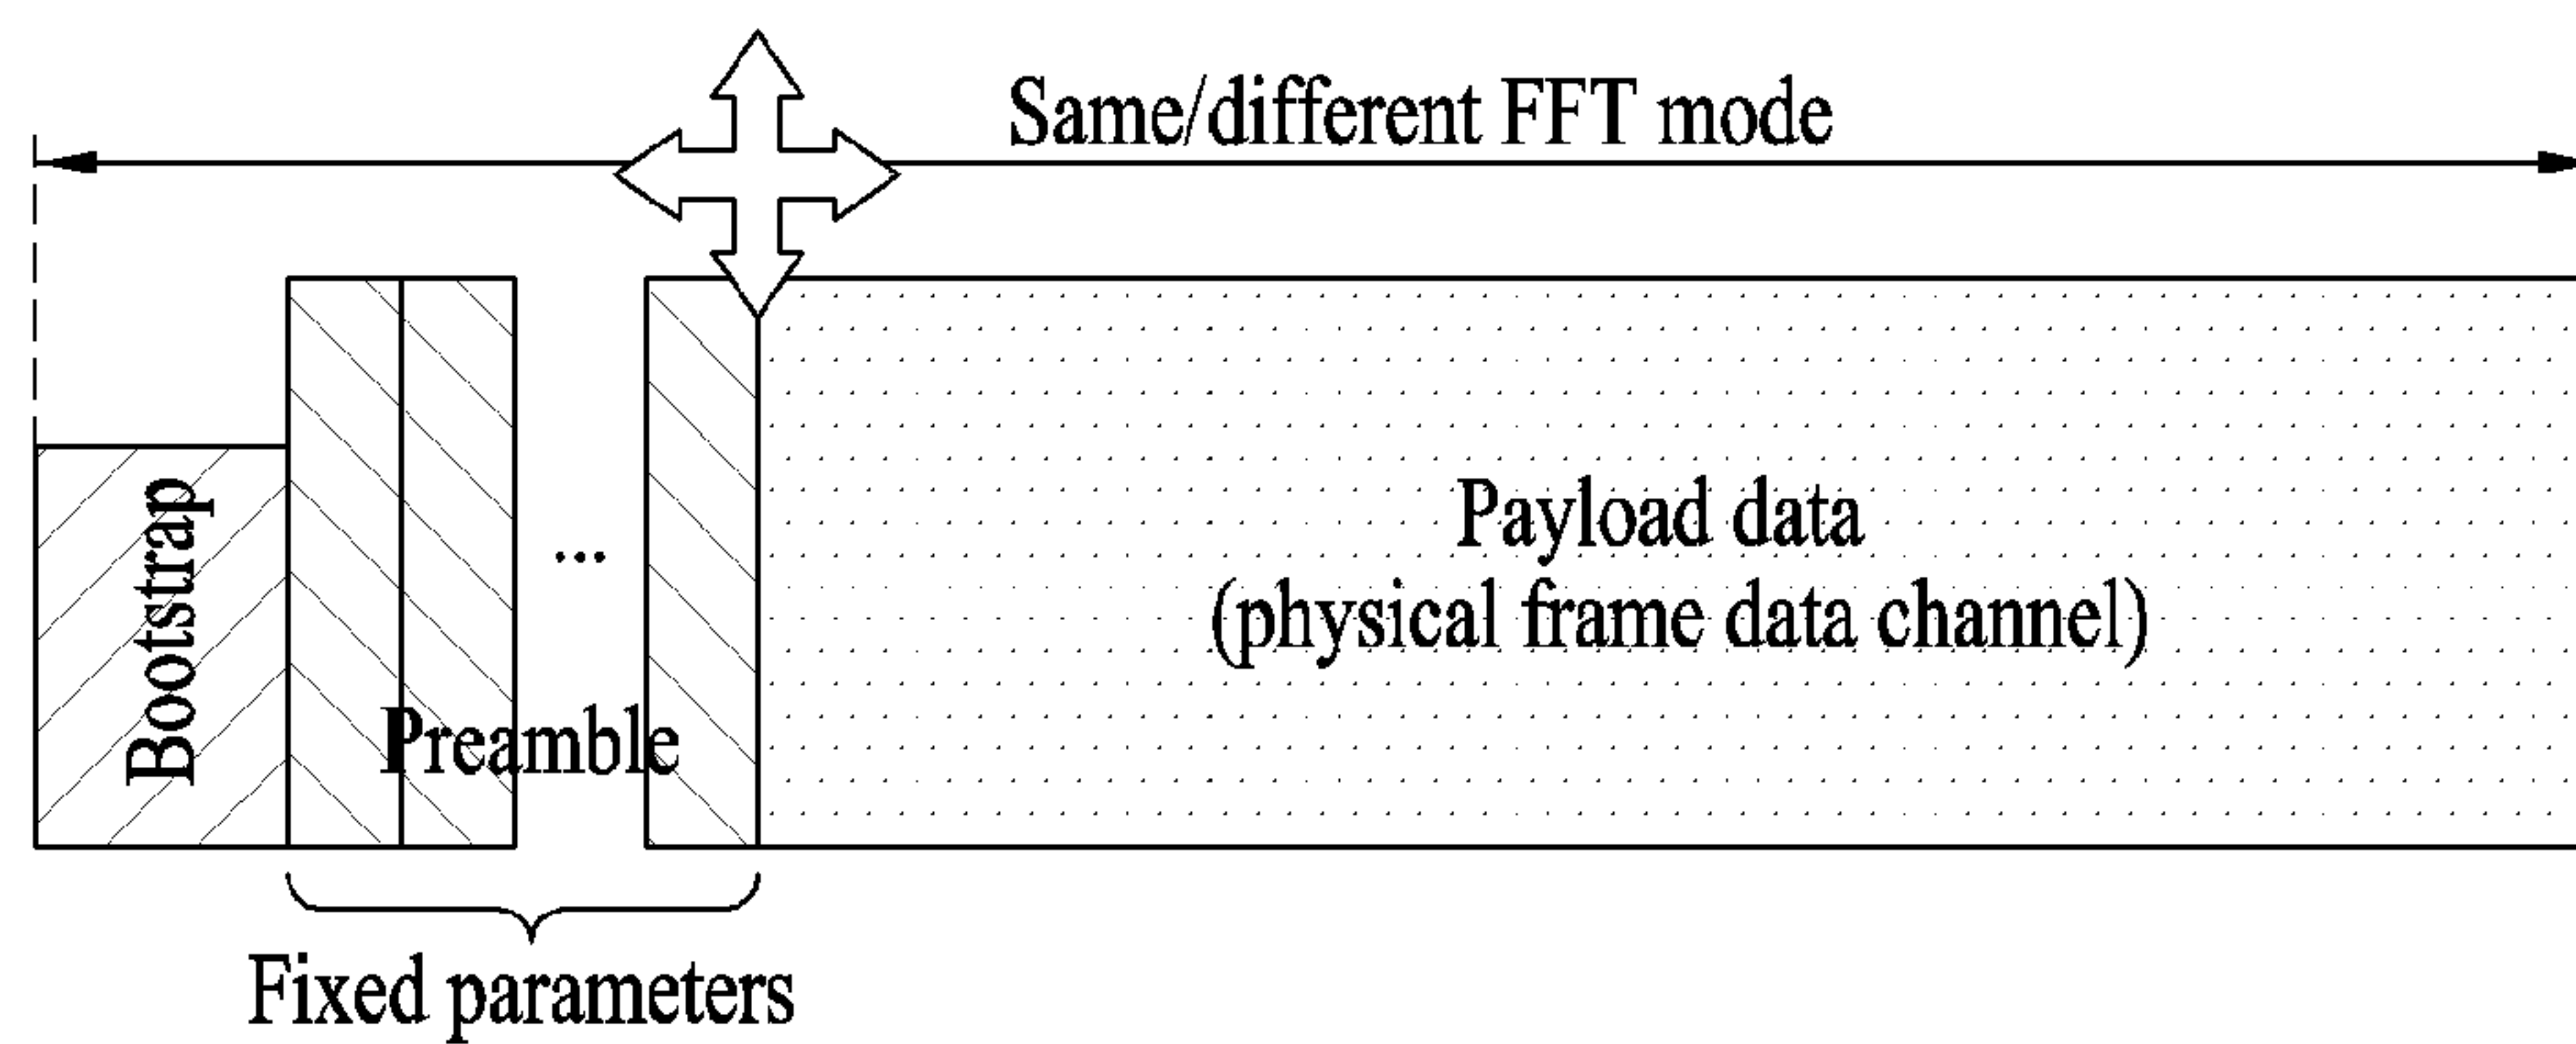 Same/different FFT mode
Bootstrap
...
Preamble
Payload data
(physical frame data channel)
Fixed parameters